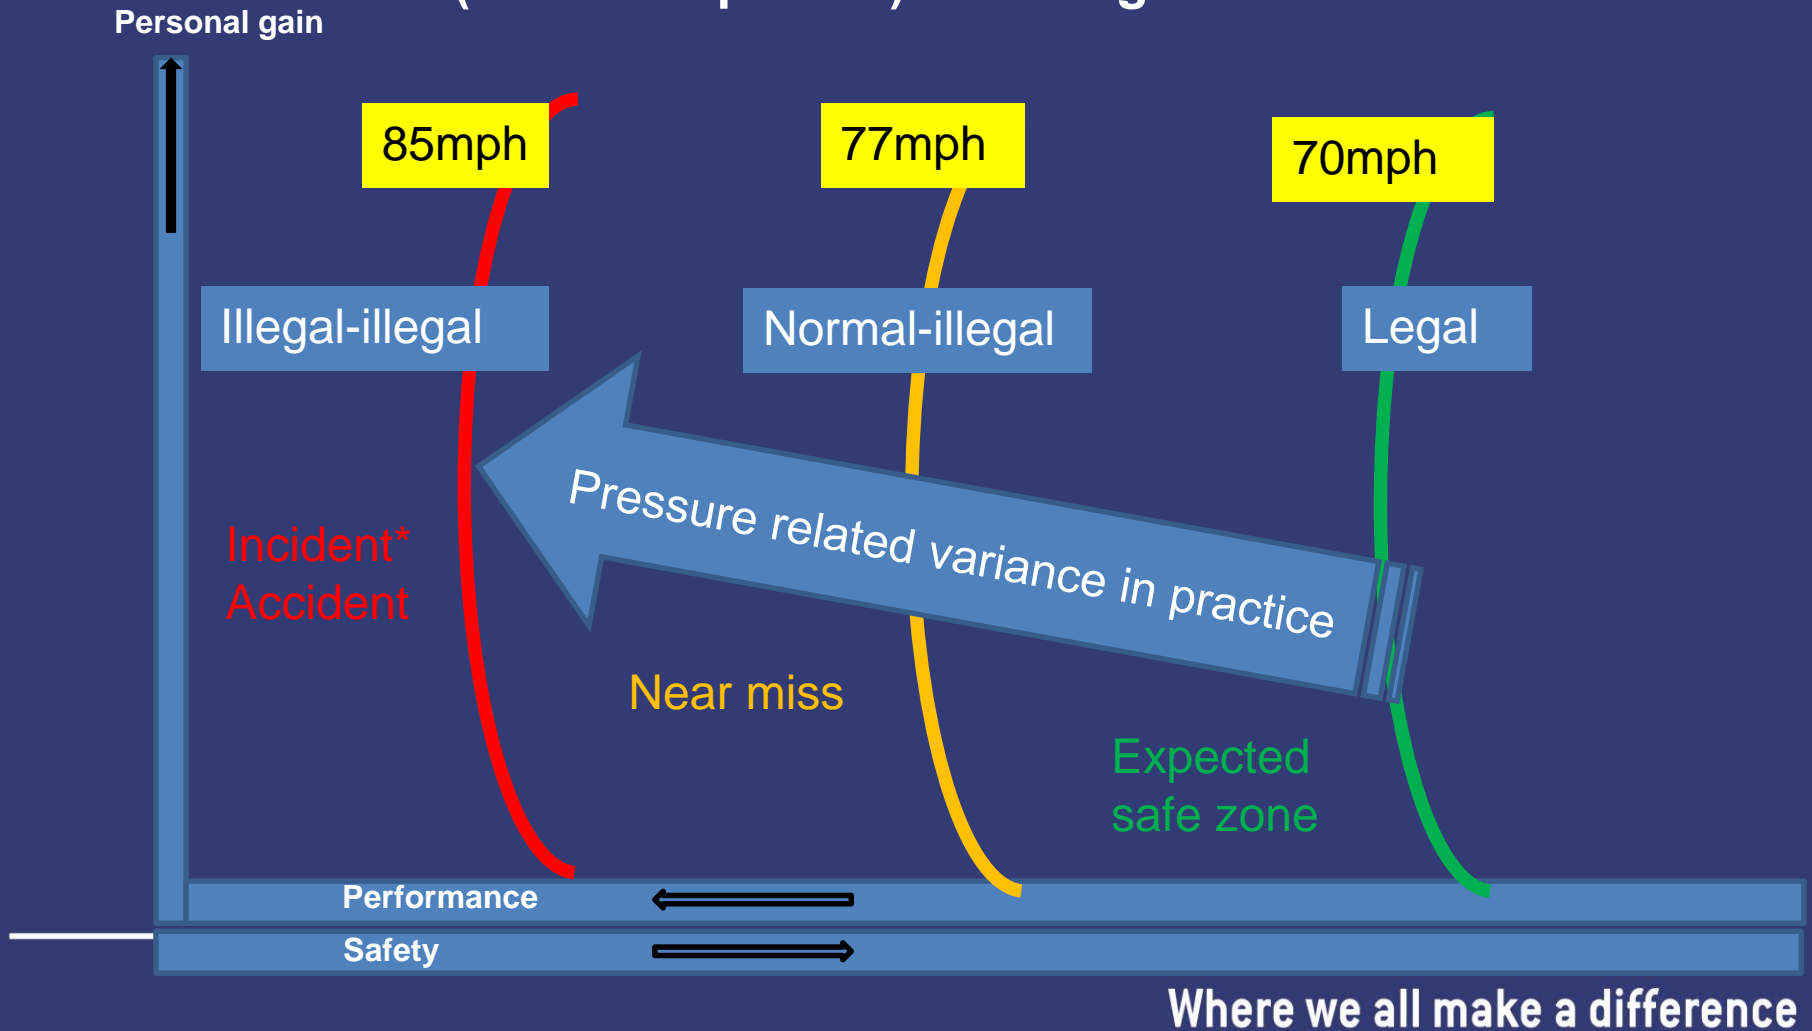 Personal gain
85mph
77mph
70mph
Illegal-illegal
Normal-illegal
Legal
Pressure related variance in practice
Incident*
Accident
Near miss
Expected
safe zone
Performance
Safety
Where we all make a difference